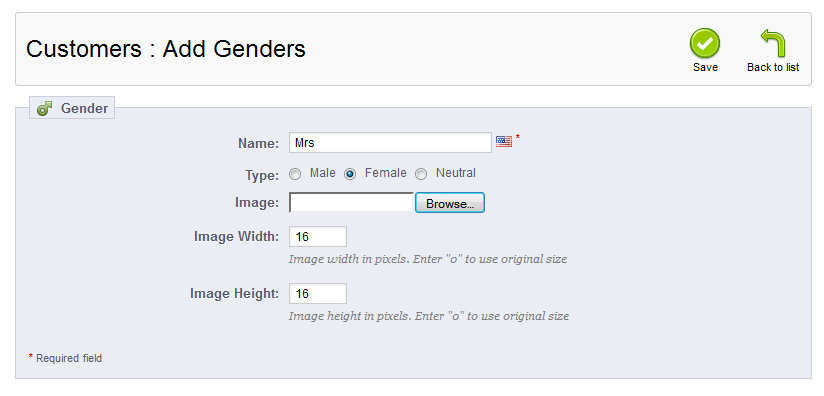 Customers : Add Genders
Save
Back to list
Gender
Name: Mrs *
Type: Male Female Neutral
Image: Browse...
Image Width: 16
Image width in pixels. Enter "0" to use original size
Image Height: 16
Image height in pixels. Enter "0" to use original size
* Required field